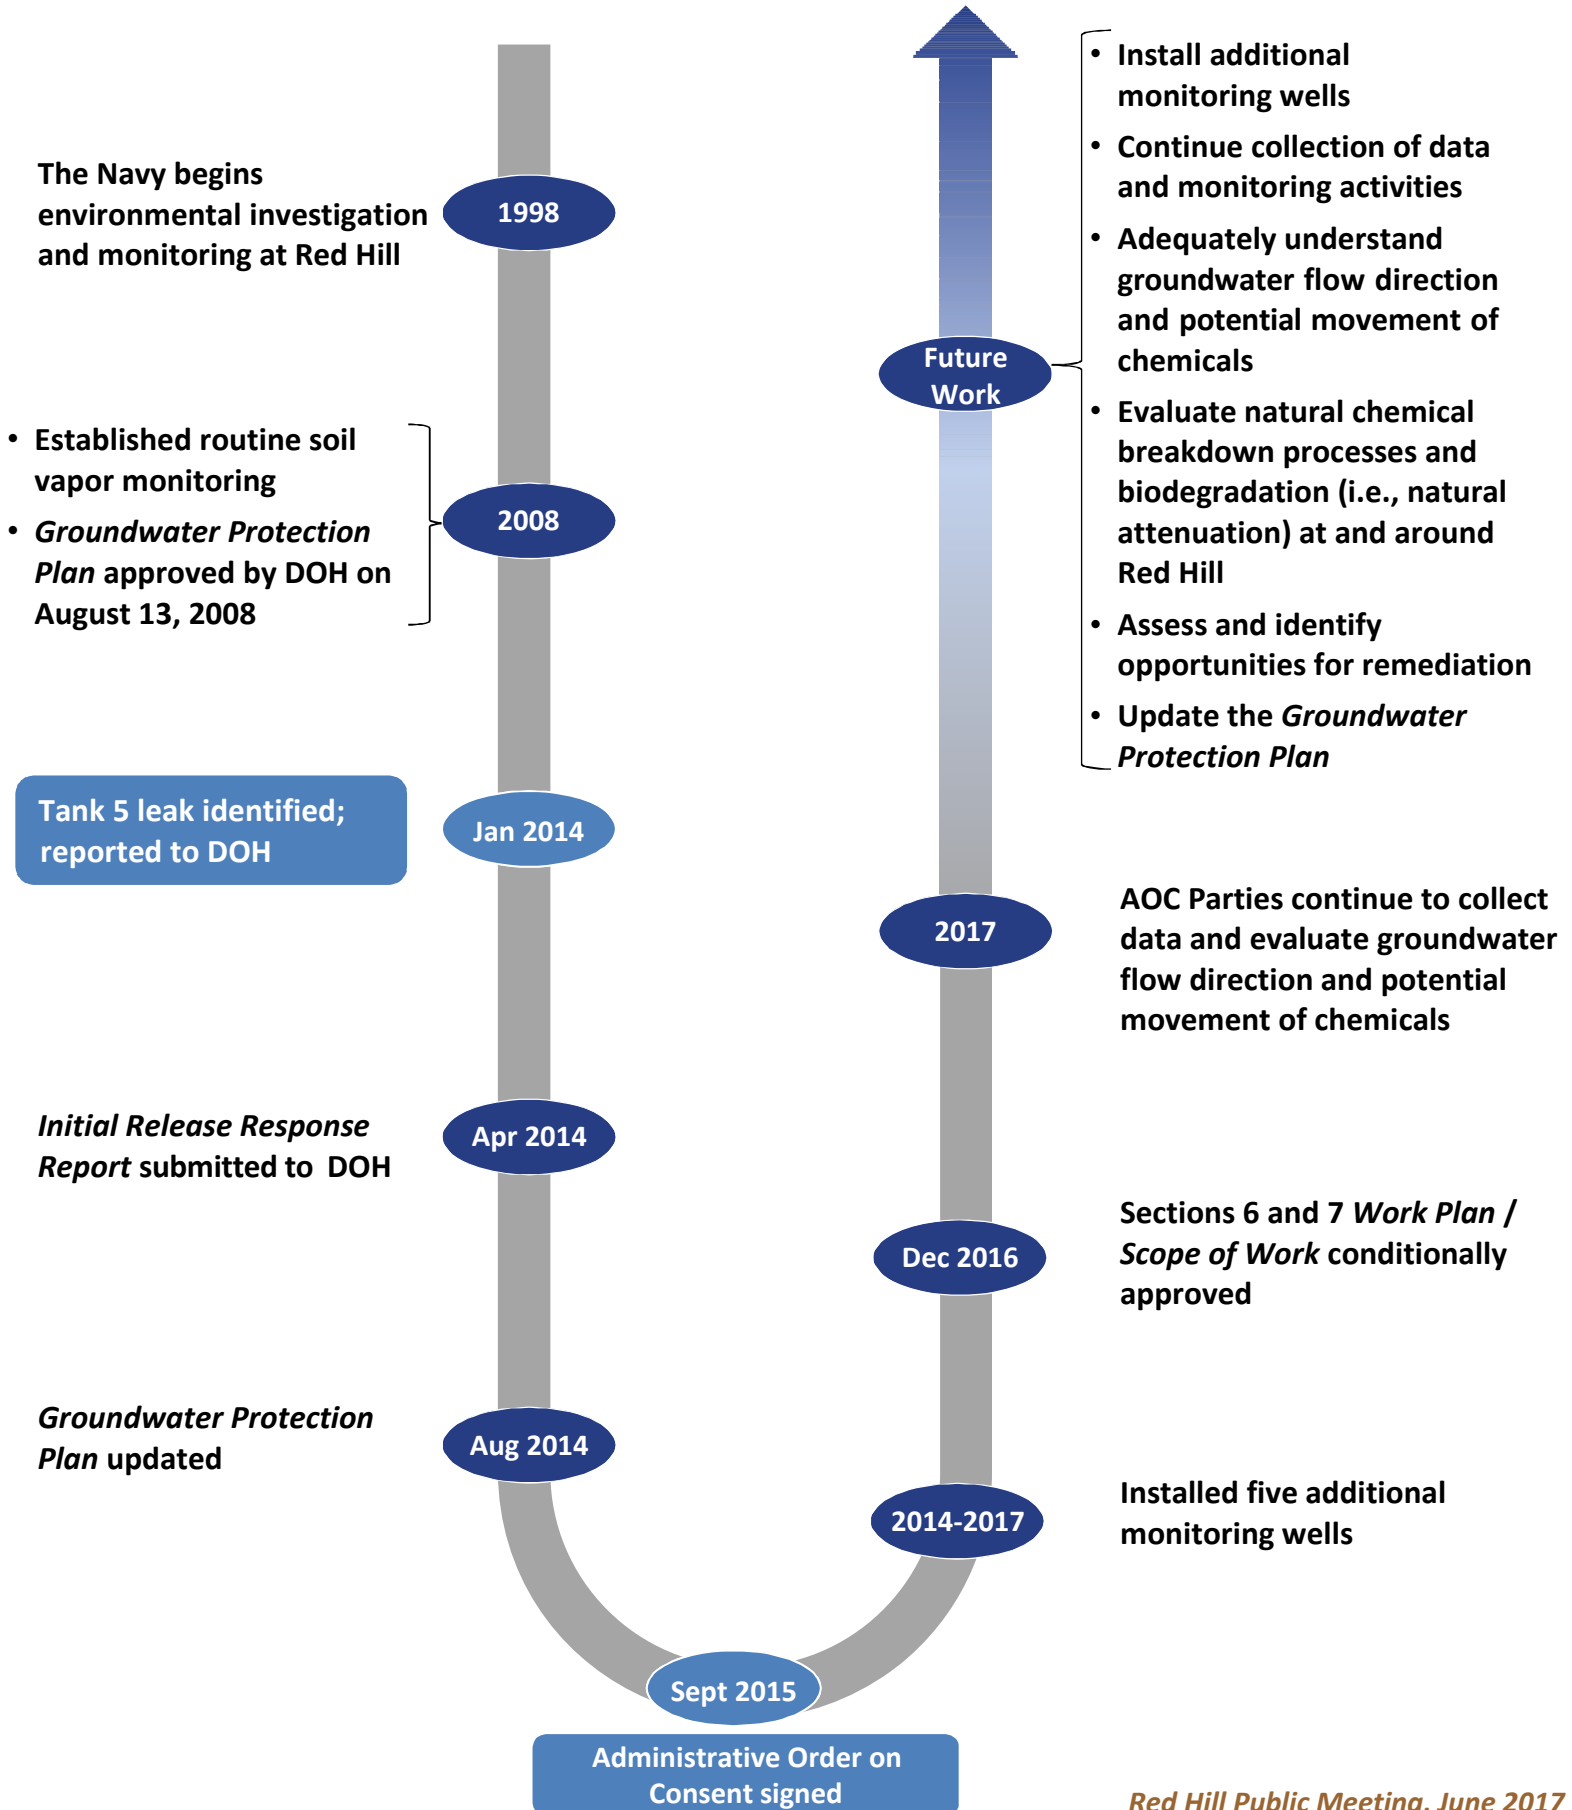 The Navy begins
environmental investigation
and monitoring at Red Hill
1998
• Established routine soil
vapor monitoring
• Groundwater Protection
Plan approved by DOH on
August 13, 2008
2008
Tank 5 leak identified;
reported to DOH
Jan 2014
Initial Release Response
Report submitted to DOH
Apr 2014
Groundwater Protection
Plan updated
Aug 2014
Sept 2015
Administrative Order on
Consent signed
2014-2017
Installed five additional
monitoring wells
Dec 2016
Sections 6 and 7 Work Plan /
Scope of Work conditionally
approved
2017
AOC Parties continue to collect
data and evaluate groundwater
flow direction and potential
movement of chemicals
Future
Work
• Install additional
monitoring wells
• Continue collection of data
and monitoring activities
• Adequately understand
groundwater flow direction
and potential movement of
chemicals
• Evaluate natural chemical
breakdown processes and
biodegradation (i.e., natural
attenuation) at and around
Red Hill
• Assess and identify
opportunities for remediation
• Update the Groundwater
Protection Plan
Red Hill Public Meeting, June 2017